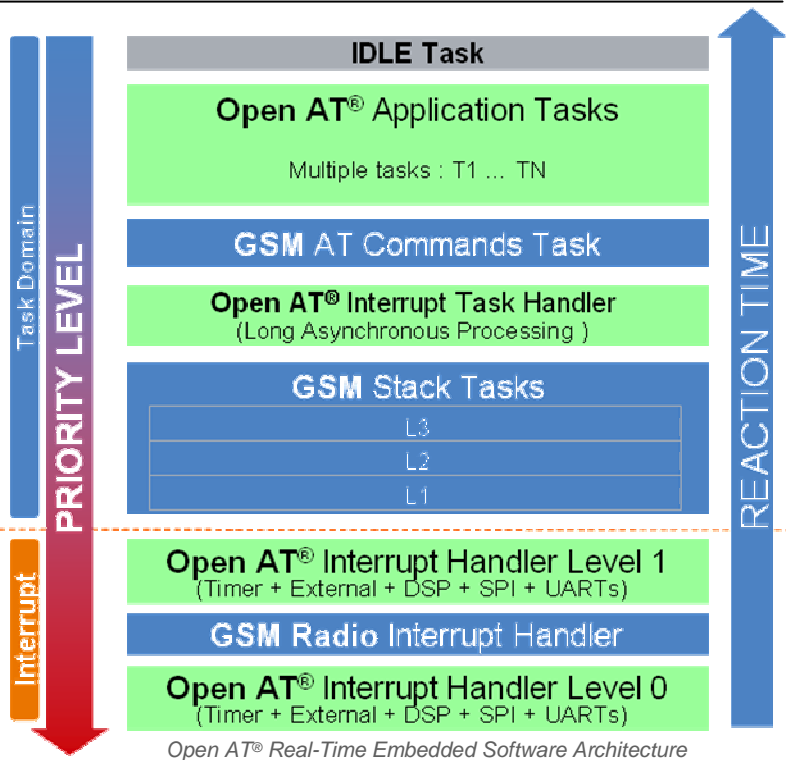 IDLE Task
Open AT® Application Tasks
Multiple tasks : T1 ... TN
GSM AT Commands Task
Open AT® Interrupt Task Handler
(Long Asynchronous Processing )
GSM Stack Tasks
L3
L2
L1
Open AT® Interrupt Handler Level 1
(Timer + External + DSP + SPI + UARTs)
GSM Radio Interrupt Handler
Open AT® Interrupt Handler Level 0
(Timer + External + DSP + SPI + UARTs)
Task Domain
Interrupt
PRIORITY LEVEL
REACTION TIME
Open AT® Real-Time Embedded Software Architecture